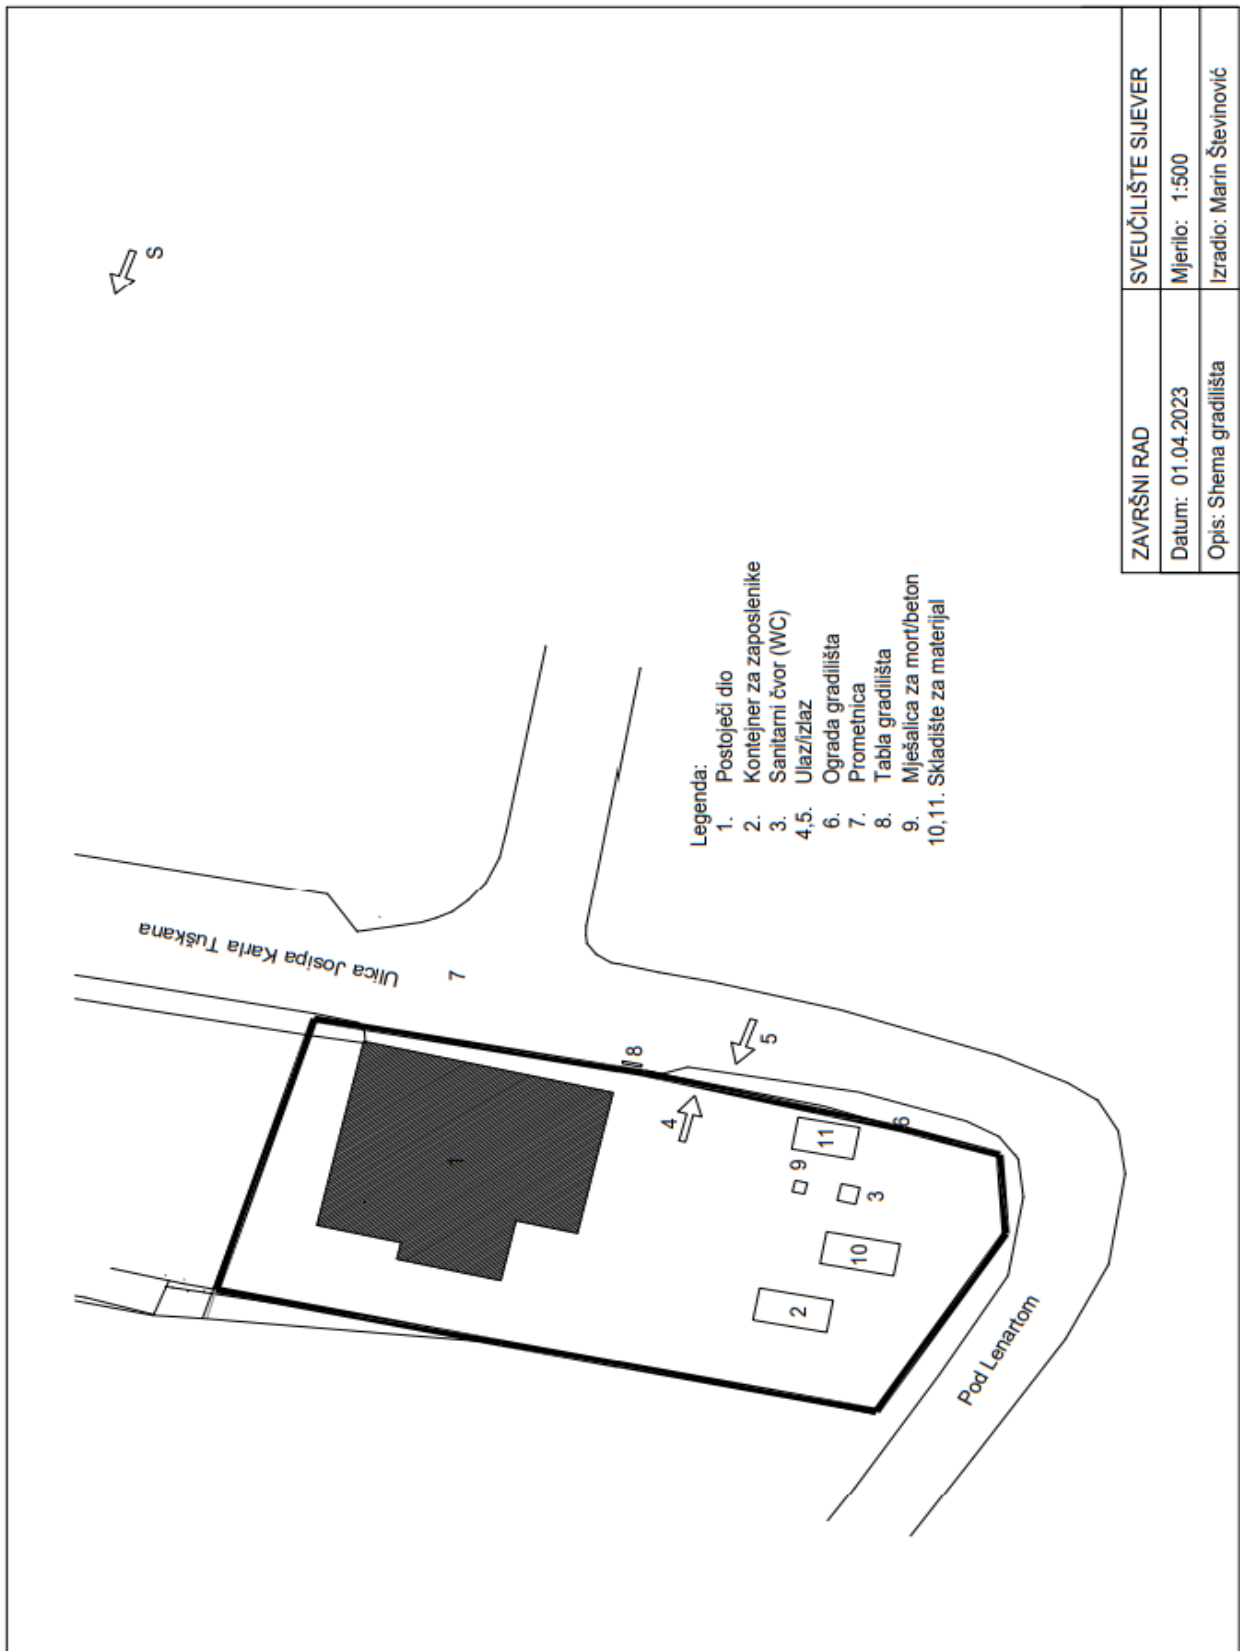 S
Ulica Josipa Karla Tuškana
7
8
5
4
1
6
11
9
3
10
2
Pod Lenartom
Legenda:
1. Postoječi dio
2. Kontejner za zaposlenike
3. Sanitarni čvor (WC)
4,5. Ulaz/izlaz
6. Ograda gradilišta
7. Prometnica
8. Tabla gradilišta
9. Mješalica za mort/beton
10,11. Skladište za materijal
ZAVRŠNI RAD SVEUČILIŠTE SIJEVER
Datum: 01.04.2023 Mjerilo: 1:500
Opis: Shema gradilišta Izradio: Marin Števinović